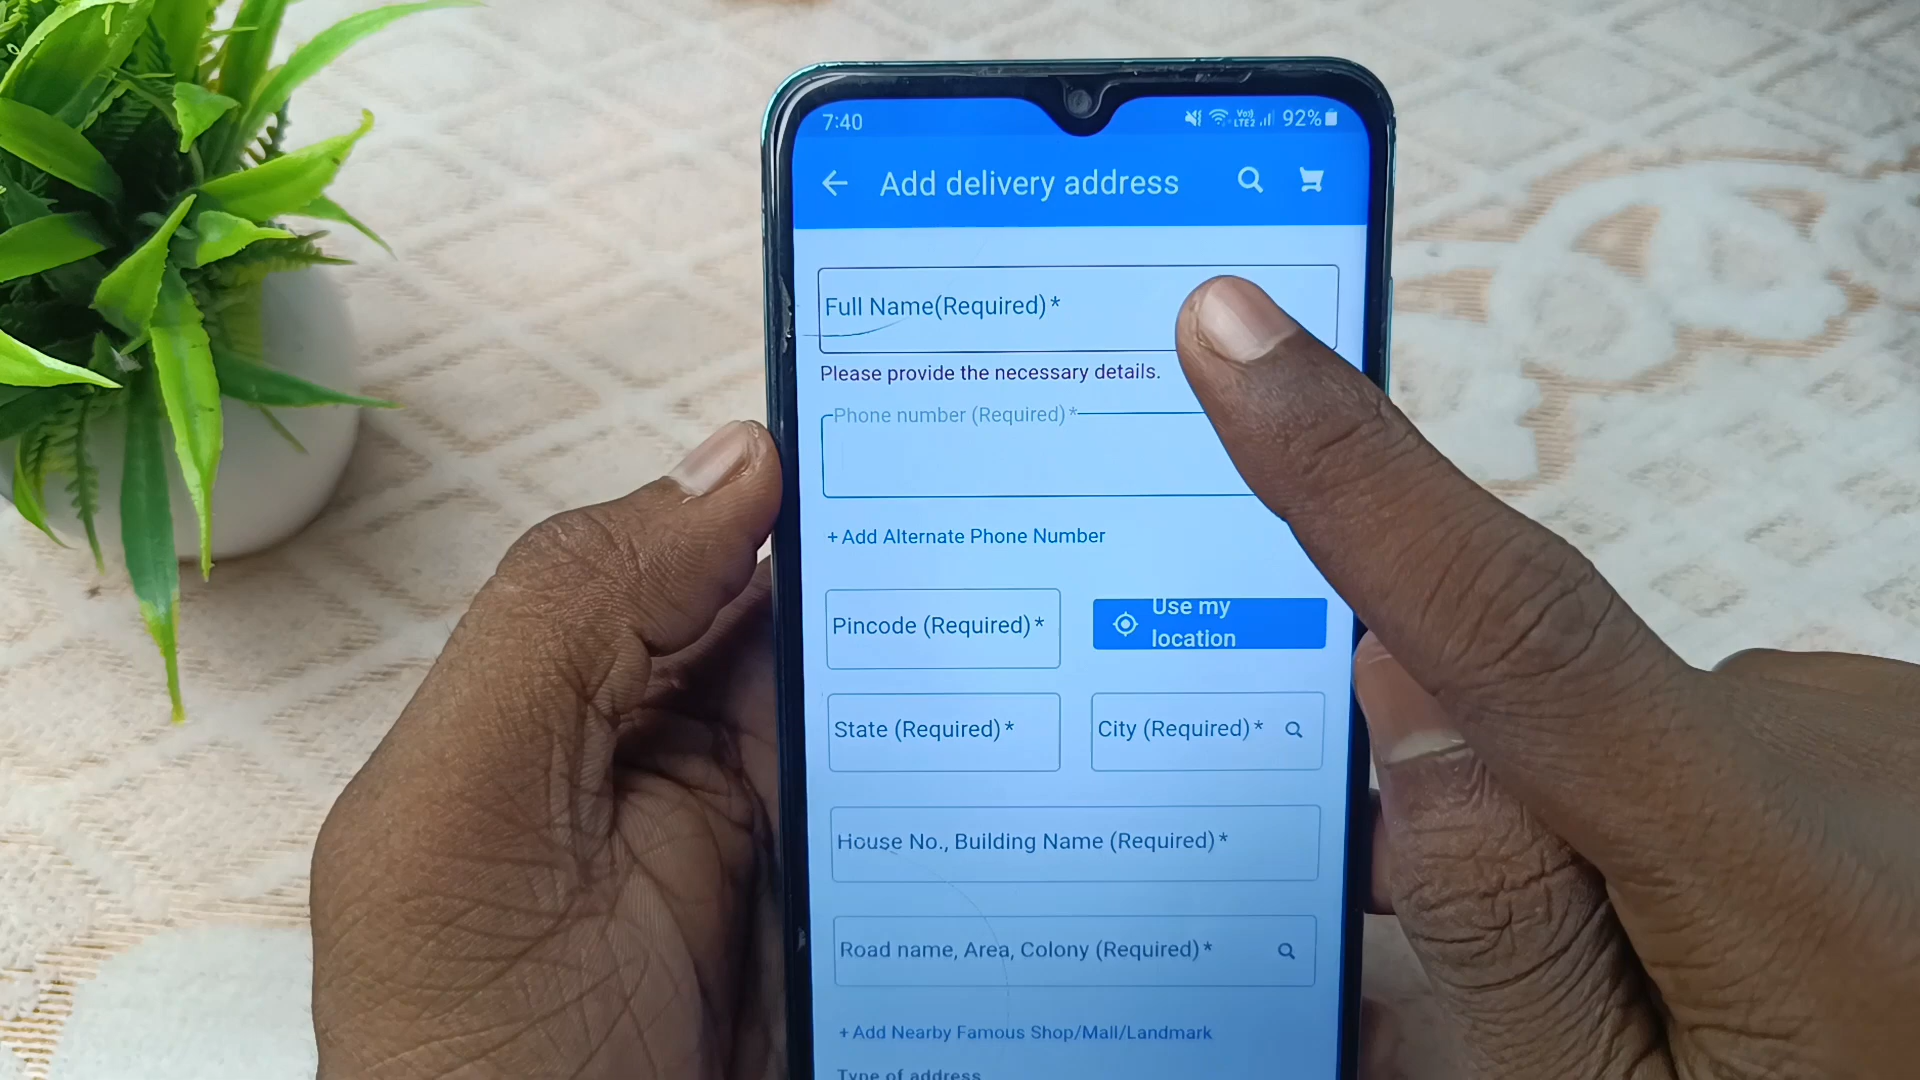 7:40
Vo)) LTE2 92%
Add delivery address
Full Name(Required)*
Please provide the necessary details.
Phone number (Required)*
+ Add Alternate Phone Number
Pincode (Required)*
Use my
location
State (Required)*
City (Required)*
House No., Building Name (Required)*
Road name, Area, Colony (Required)*
+ Add Nearby Famous Shop/Mall/Landmark
Type of address